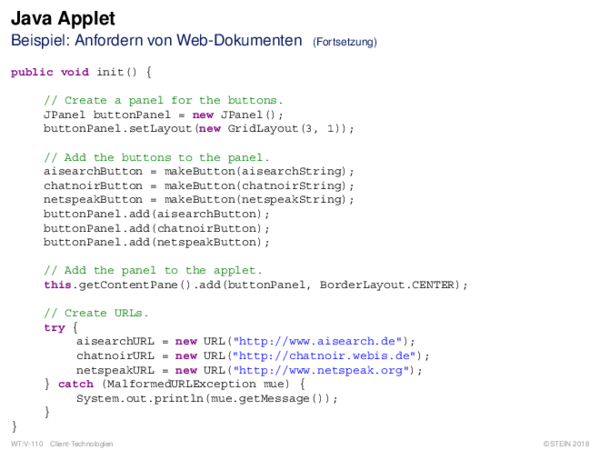 Java Applet
Beispiel: Anfordern von Web-Dokumenten (Fortsetzung)
public void init() {
// Create a panel for the buttons.
JPanel buttonPanel = new JPanel();
buttonPanel.setLayout(new GridLayout(3, 1));
// Add the buttons to the panel.
aisearchButton = makeButton(aisearchString);
chatnoirButton = makeButton(chatnoirString);
netspeakButton = makeButton(netspeakString);
buttonPanel.add(aisearchButton);
buttonPanel.add(chatnoirButton);
buttonPanel.add(netspeakButton);
// Add the panel to the applet.
this.getContentPane().add(buttonPanel, BorderLayout.CENTER);
// Create URLs.
try {
aisearchURL = new URL("http://www.aisearch.de");
chatnoirURL = new URL("http://chatnoir.webis.de");
netspeakURL = new URL("http://www.netspeak.org");
} catch (MalformedURLException mue) {
System.out.println(mue.getMessage());
}
}
WT:V-110 Client-Technologien ©STEIN 2018